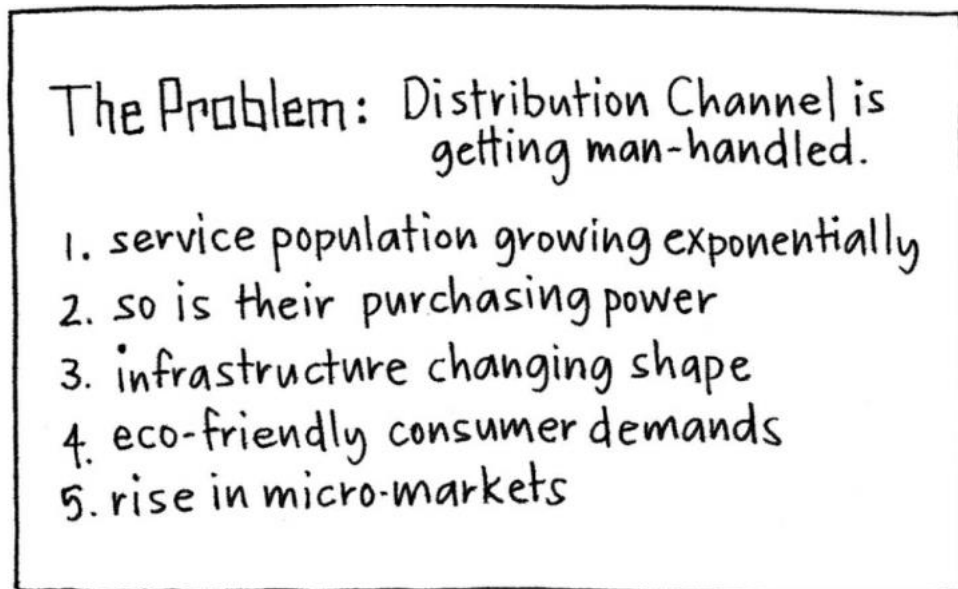 The Problem: Distribution Channel is
getting man-handled.
1. service population growing exponentially
2. so is their purchasing power
3. infrastructure changing shape
4. eco-friendly consumer demands
5. rise in micro-markets